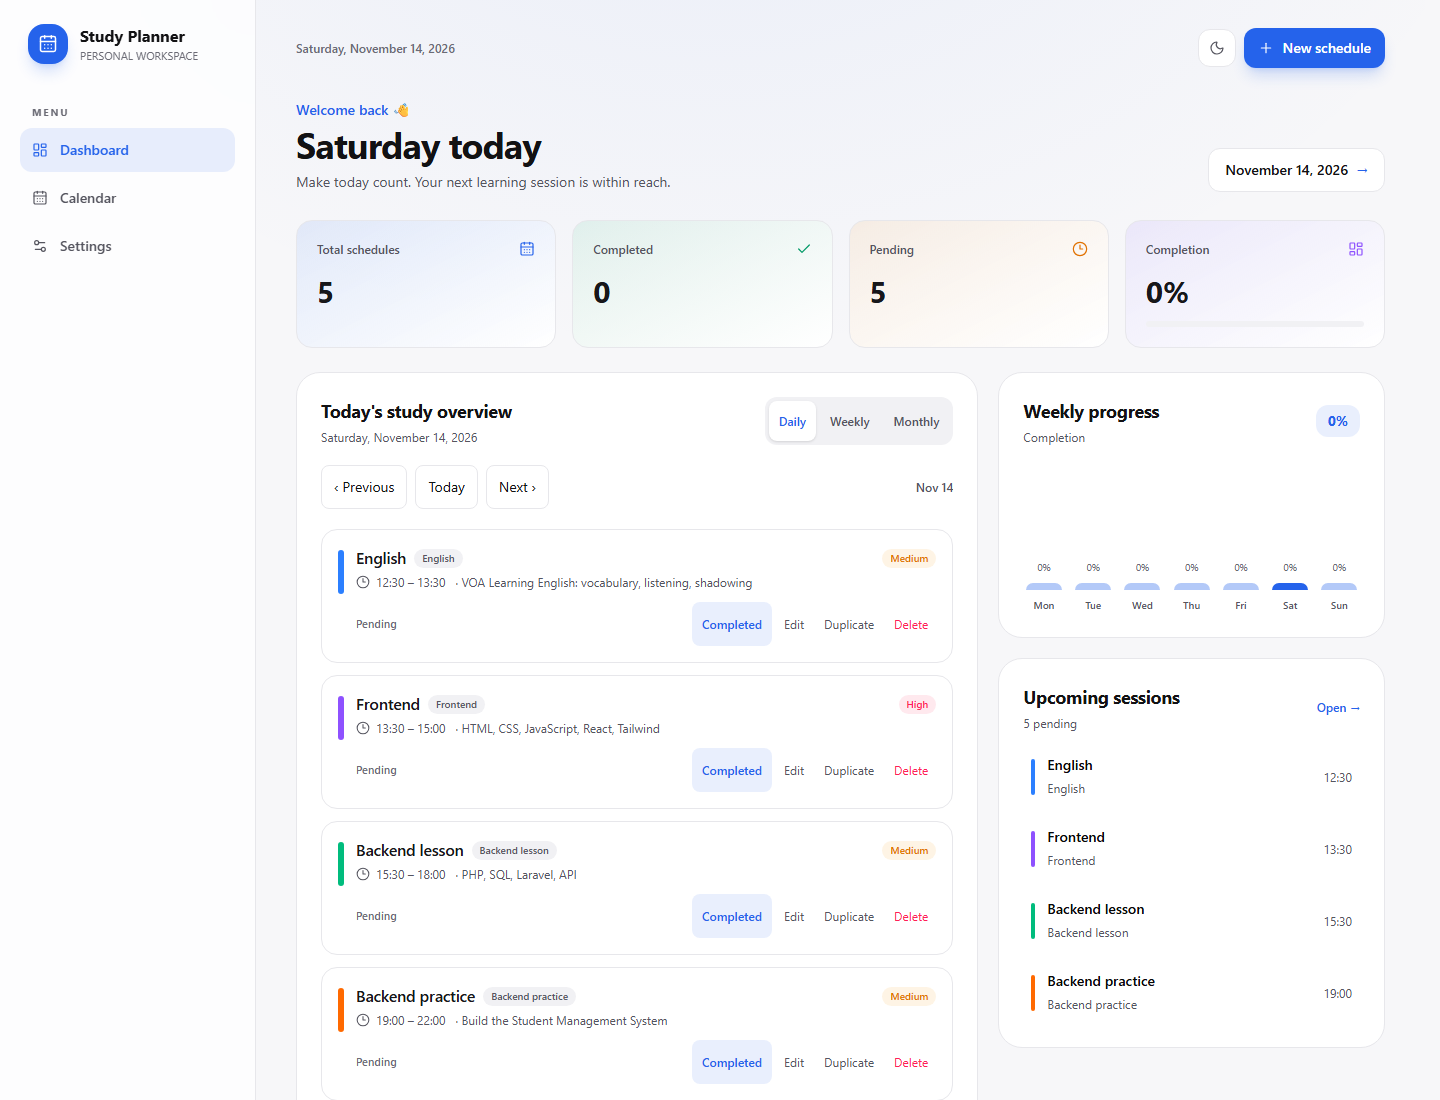 Study Planner
PERSONAL WORKSPACE
MENU
Dashboard
Calendar
Settings
Saturday, November 14, 2026
New schedule
Welcome back 👋
Saturday today
Make today count. Your next learning session is within reach.
November 14, 2026 →
Total schedules
5
Completed
0
Pending
5
Completion
0%
Today's study overview
Saturday, November 14, 2026
Daily Weekly Monthly
‹ Previous Today Next ›
Nov 14
English English Medium
12:30 – 13:30 · VOA Learning English: vocabulary, listening, shadowing
Pending Completed Edit Duplicate Delete
Frontend Frontend High
13:30 – 15:00 · HTML, CSS, JavaScript, React, Tailwind
Pending Completed Edit Duplicate Delete
Backend lesson Backend lesson Medium
15:30 – 18:00 · PHP, SQL, Laravel, API
Pending Completed Edit Duplicate Delete
Backend practice Backend practice Medium
19:00 – 22:00 · Build the Student Management System
Pending Completed Edit Duplicate Delete
Weekly progress
Completion
0%
0% 0% 0% 0% 0% 0% 0%
Mon Tue Wed Thu Fri Sat Sun
Upcoming sessions
5 pending
Open →
English
English
12:30
Frontend
Frontend
13:30
Backend lesson
Backend lesson
15:30
Backend practice
Backend practice
19:00